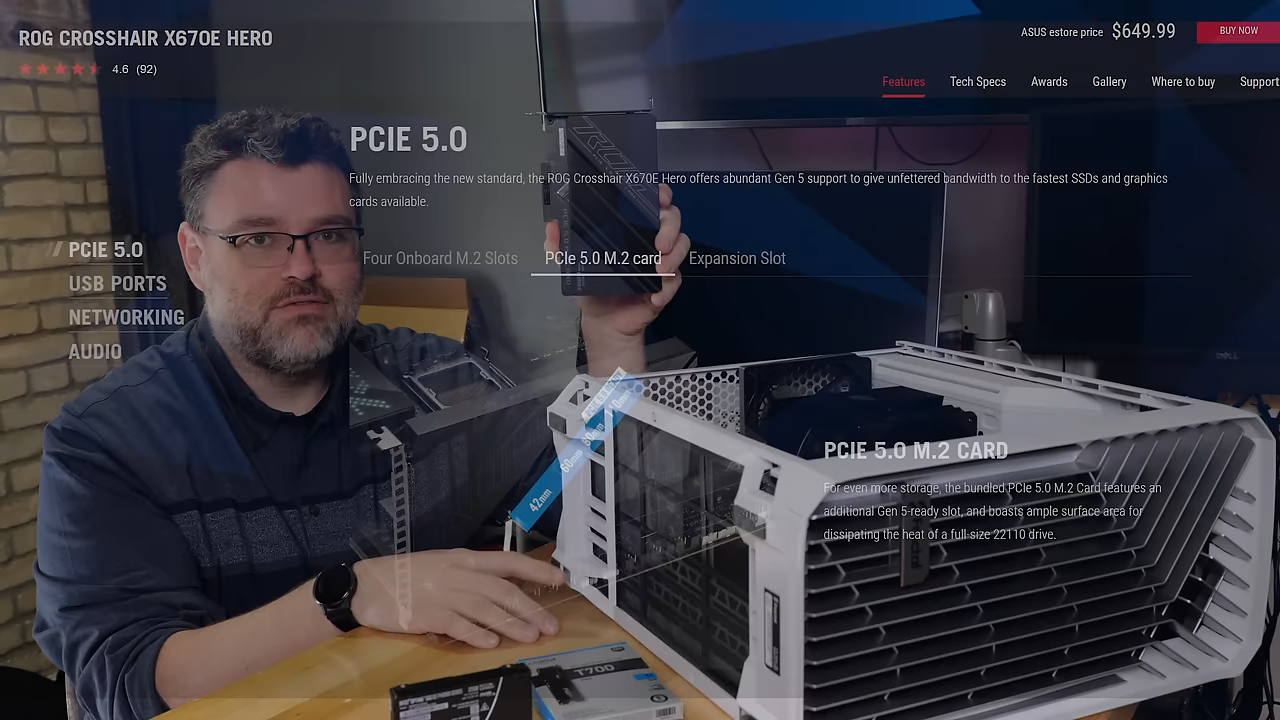 ROG CROSSHAIR X670E HERO
ASUS estore price $649.99 BUY NOW
4.6 (92)
Features Tech Specs Awards Gallery Where to buy Support
PCIE 5.0
Fully embracing the new standard, the ROG Crosshair X670E Hero offers abundant Gen 5 support to give unfettered bandwidth to the fastest SSDs and graphics
cards available.
// PCIE 5.0
USB PORTS
NETWORKING
AUDIO
Four Onboard M.2 Slots PCIe 5.0 M.2 card Expansion Slot
110mm
80mm
60mm
42mm
PCIE 5.0 M.2 CARD
For even more storage, the bundled PCIe 5.0 M.2 Card features an
additional Gen 5-ready slot, and boasts ample surface area for
dissipating the heat of a full-size 22110 drive.
DELL
T700